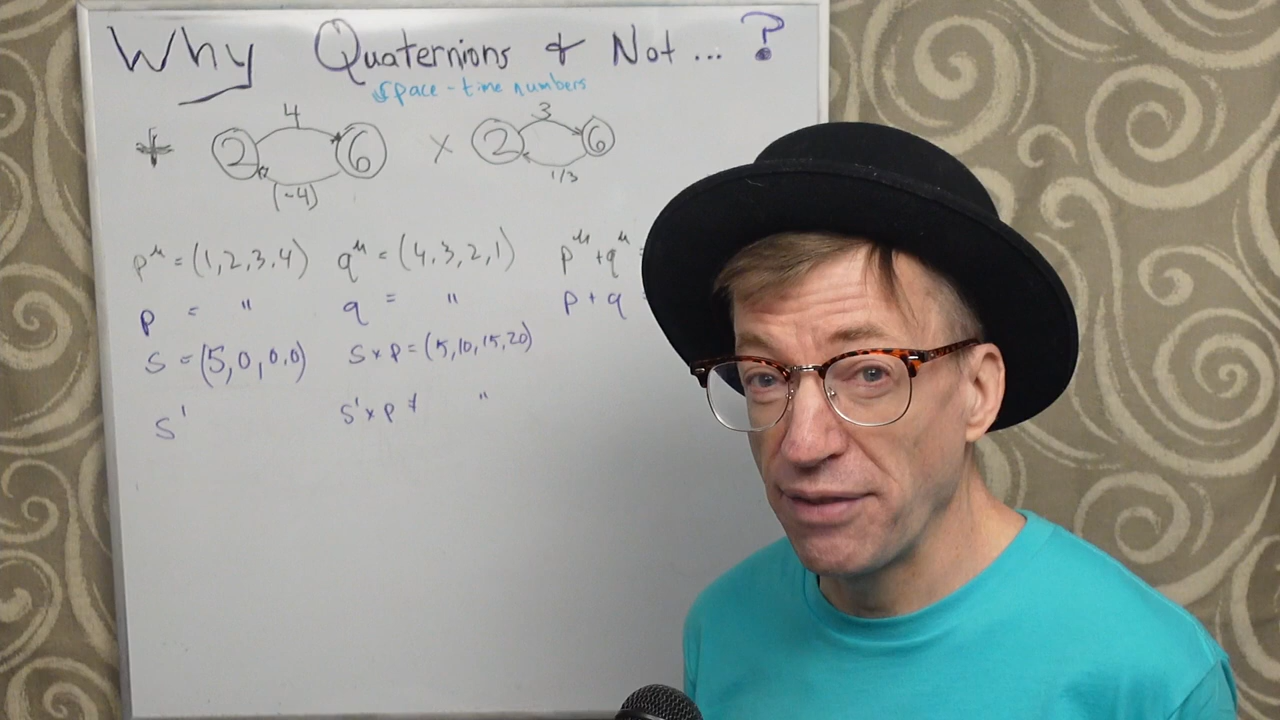 Why Quaternions & Not ... ?
space-time numbers
+ 2 4 6 (-4) × 2 3 6 1/3
p^μ = (1,2,3,4) q^μ = (4,3,2,1) p^μ + q^μ =
p = " q = " p + q =
S = (5,0,0,0) S × p = (5,10,15,20)
S' S' × p ≠ "